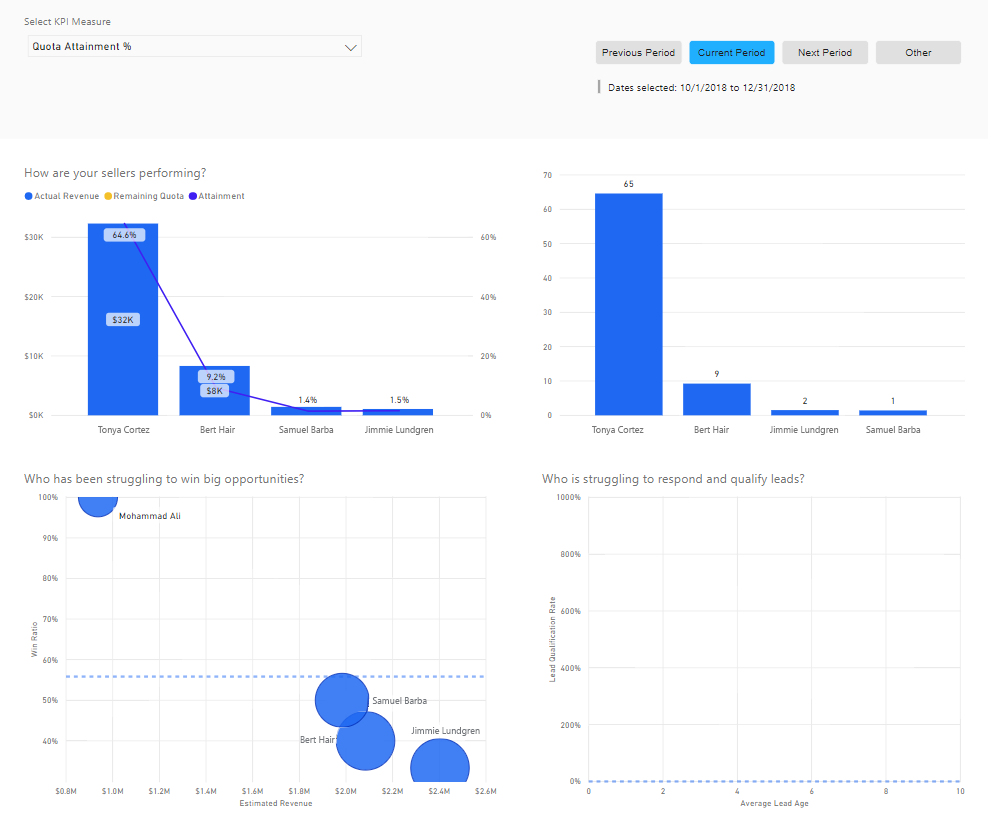 Select KPI Measure
Quota Attainment %
Previous Period Current Period Next Period Other
Dates selected: 10/1/2018 to 12/31/2018
How are your sellers performing?
Actual Revenue Remaining Quota Attainment
$30K
$20K
$10K
$0K
60%
40%
20%
0%
64.6%
$32K
9.2%
$8K
1.4%
1.5%
Tonya Cortez Bert Hair Samuel Barba Jimmie Lundgren
70
60
50
40
30
20
10
0
65
9
2
1
Tonya Cortez Bert Hair Jimmie Lundgren Samuel Barba
Who has been struggling to win big opportunities?
Win Ratio
100%
90%
80%
70%
60%
50%
40%
Mohammad Ali
Samuel Barba
Bert Hair
Jimmie Lundgren
$0.8M $1.0M $1.2M $1.4M $1.6M $1.8M $2.0M $2.2M $2.4M $2.6M
Estimated Revenue
Who is struggling to respond and qualify leads?
Lead Qualification Rate
1000%
800%
600%
400%
200%
0%
0 2 4 6 8 10
Average Lead Age